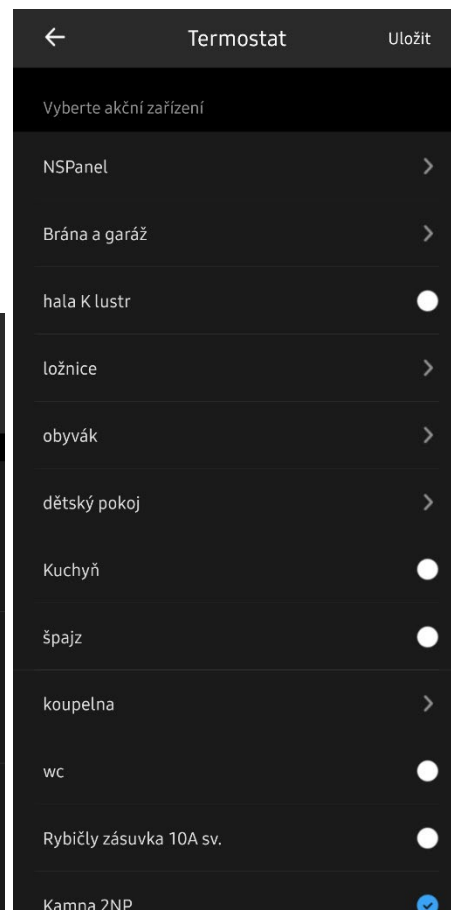 Termostat
Uložit
Vyberte akční zařízení
NSPanel
Brána a garáž
hala K lustr
ložnice
obyvák
dětský pokoj
Kuchyň
špajz
koupelna
wc
Rybičly zásuvka 10A sv.
Kamna 2NP